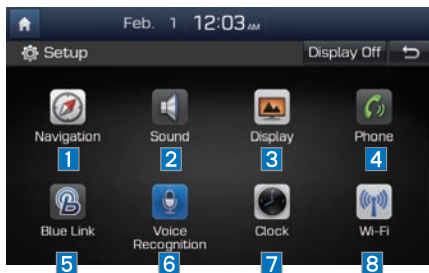 Feb. 1 12:03 AM
Setup Display Off
Navigation Sound Display Phone
1 2 3 4
Blue Link Voice Recognition Clock Wi-Fi
5 6 7 8